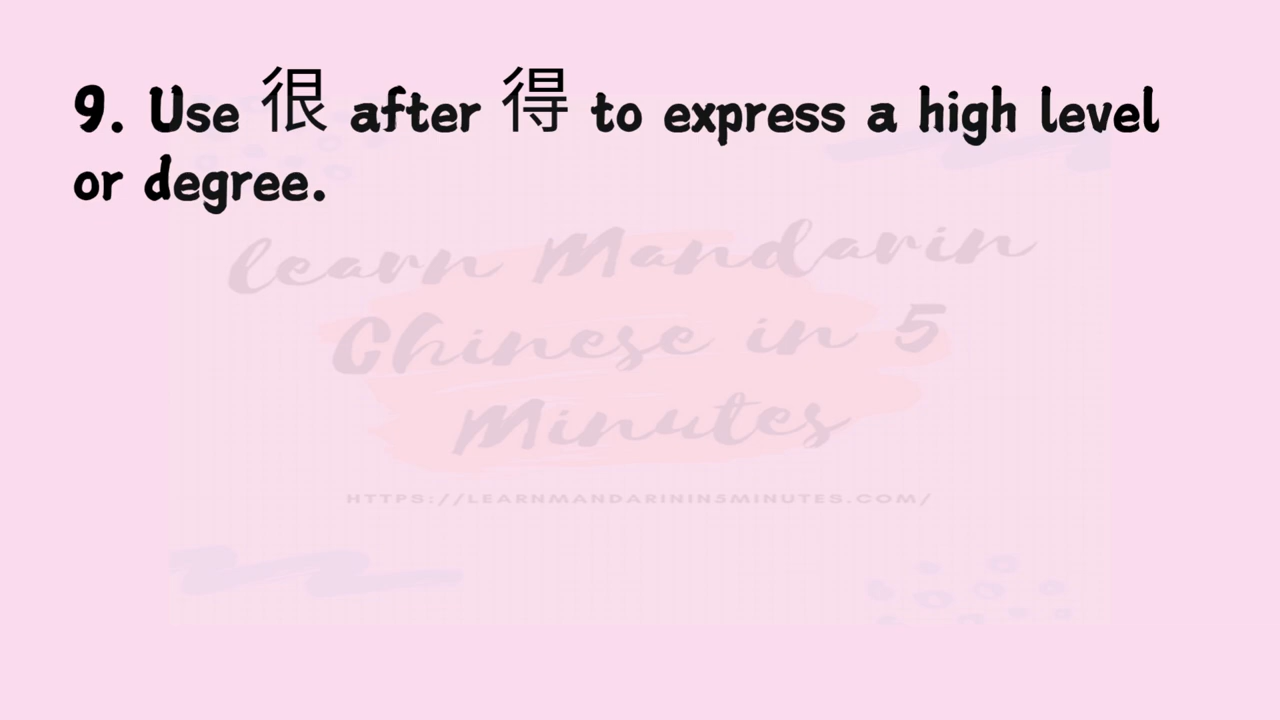 9. Use 很 after 得 to express a high level
or degree.
learn Mandarin
Chinese in 5
Minutes
HTTPS://LEARNMANDARININ5MINUTES.COM/